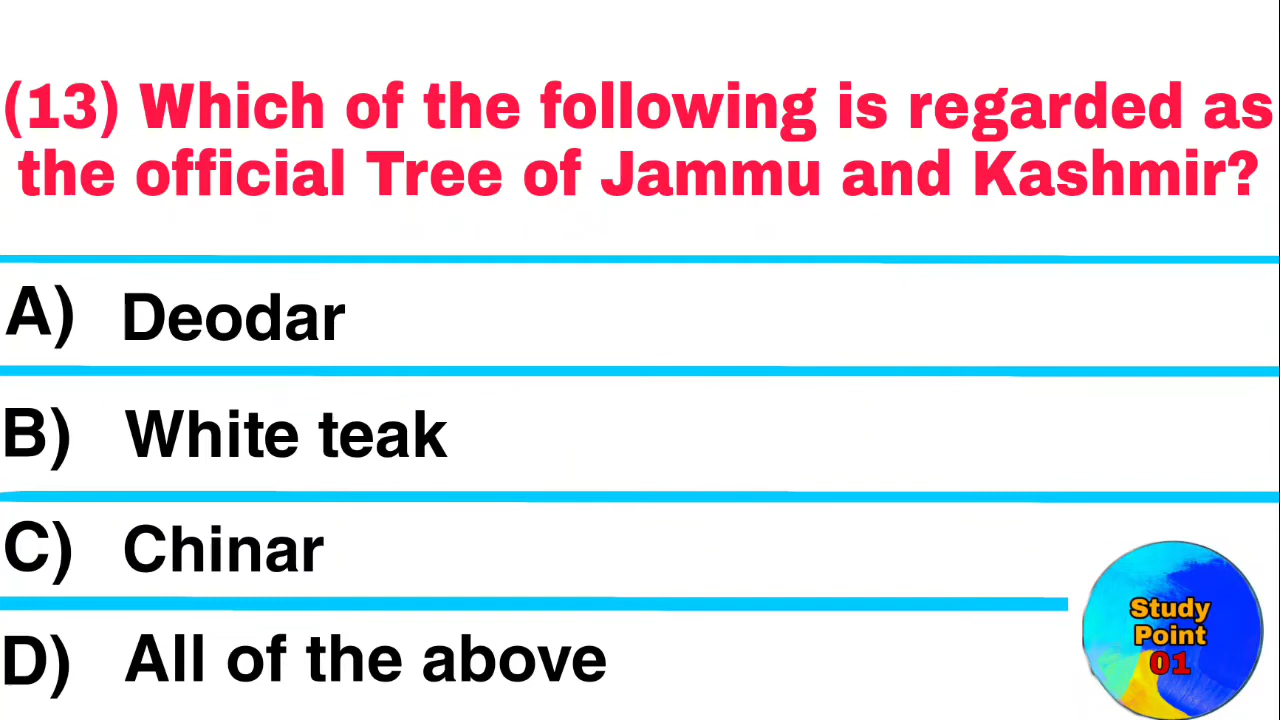 (13) Which of the following is regarded as
the official Tree of Jammu and Kashmir?
A) Deodar
B) White teak
C) Chinar
D) All of the above
Study
Point
01